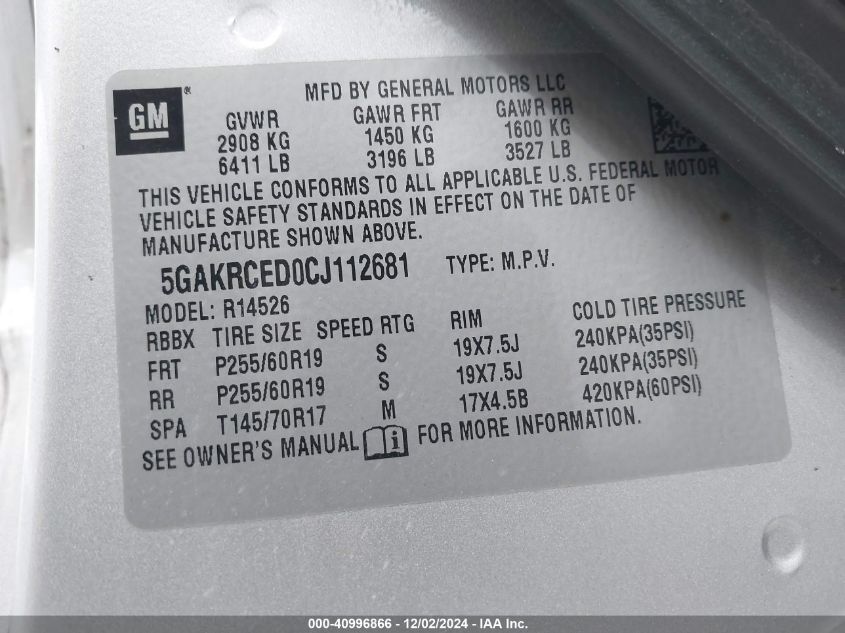 GM
®
MFD BY GENERAL MOTORS LLC
GVWR GAWR FRT GAWR RR
2908 KG 1450 KG 1600 KG
6411 LB 3196 LB 3527 LB
THIS VEHICLE CONFORMS TO ALL APPLICABLE U.S. FEDERAL MOTOR
VEHICLE SAFETY STANDARDS IN EFFECT ON THE DATE OF
MANUFACTURE SHOWN ABOVE.
5GAKRCED0CJ112681 TYPE: M.P.V.
MODEL: R14526
RBBX TIRE SIZE SPEED RTG RIM COLD TIRE PRESSURE
FRT P255/60R19 S 19X7.5J 240KPA(35PSI)
RR P255/60R19 S 19X7.5J 240KPA(35PSI)
SPA T145/70R17 M 17X4.5B 420KPA(60PSI)
SEE OWNER'S MANUAL i FOR MORE INFORMATION.
000-40996866 - 12/02/2024 - IAA Inc.